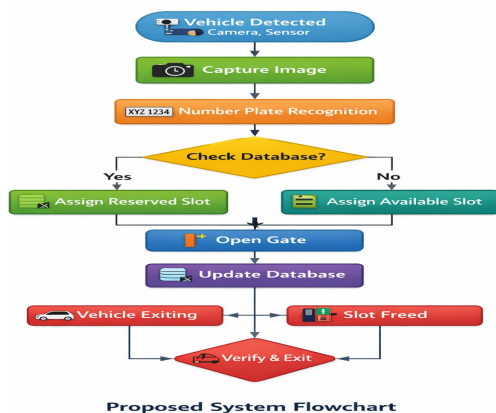 Vehicle Detected
Camera, Sensor
Capture Image
XYZ 1234 Number Plate Recognition
Check Database?
Yes
No
Assign Reserved Slot
Assign Available Slot
Open Gate
Update Database
Vehicle Exiting
Slot Freed
Verify & Exit
Proposed System Flowchart